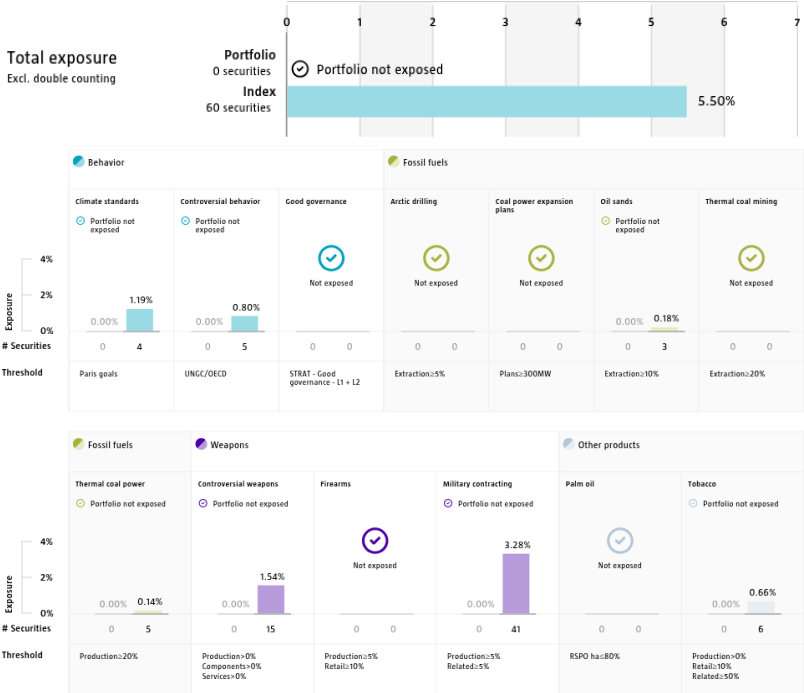 0 1 2 3 4 5 6 7
Total exposure
Excl. double counting
Portfolio
0 securities
Portfolio not exposed
Index
60 securities
5.50%
Behavior
Fossil fuels
Climate standards
Controversial behavior
Good governance
Arctic drilling
Coal power expansion
plans
Oil sands
Thermal coal mining
Portfolio not
exposed
Portfolio not
exposed
Portfolio not
exposed
Not exposed
Not exposed
Not exposed
Not exposed
Exposure
4%
2%
0%
0.00% 1.19%
0.00% 0.80%
0.00% 0.18%
# Securities
0 4
0 5
0 0
0 0
0 0
0 3
0 0
Threshold
Paris goals
UNGC/OECD
STRAT - Good
governance - L1 + L2
Extraction≥5%
Plans≥300MW
Extraction≥10%
Extraction≥20%
Fossil fuels
Weapons
Other products
Thermal coal power
Controversial weapons
Firearms
Military contracting
Palm oil
Tobacco
Portfolio not exposed
Portfolio not exposed
Portfolio not exposed
Portfolio not exposed
Not exposed
Not exposed
Exposure
4%
2%
0%
0.00% 0.14%
0.00% 1.54%
0.00% 3.28%
0.00% 0.66%
# Securities
0 5
0 15
0 0
0 41
0 0
0 6
Threshold
Production≥20%
Production>0%
Components>0%
Services>0%
Production≥5%
Retail≥10%
Production≥5%
Related≥5%
RSPO ha≤80%
Production>0%
Retail≥10%
Related≥50%